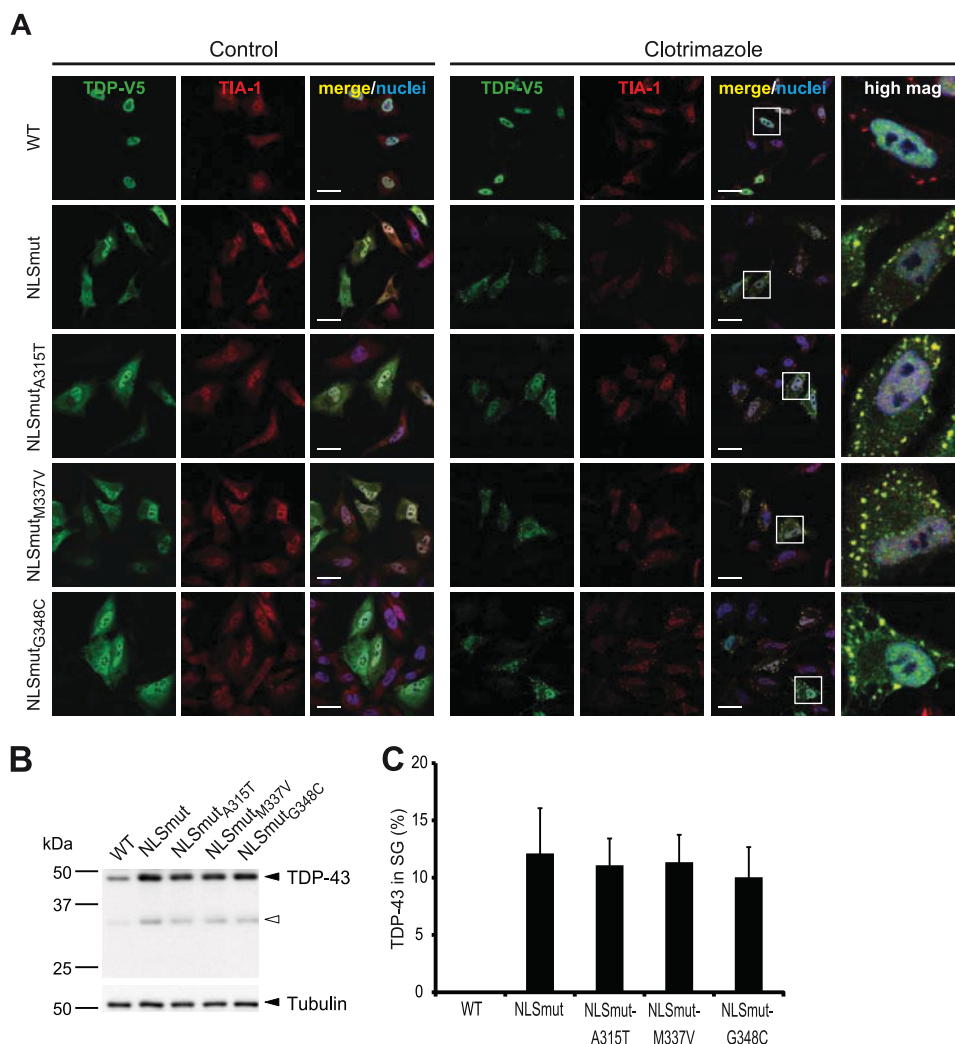 A
Control
Clotrimazole
TDP-V5 TIA-1 merge/nuclei TDP-V5 TIA-1 merge/nuclei high mag
WT
NLSmut
NLSmutA315T
NLSmutM337V
NLSmutG348C
B
kDa
WT NLSmut NLSmutA315T NLSmutM337V NLSmutG348C
50
37
25
50
TDP-43
Tubulin
C
TDP-43 in SG (%)
20
15
10
5
0
WT NLSmut NLSmut- NLSmut- NLSmut-
A315T M337V G348C